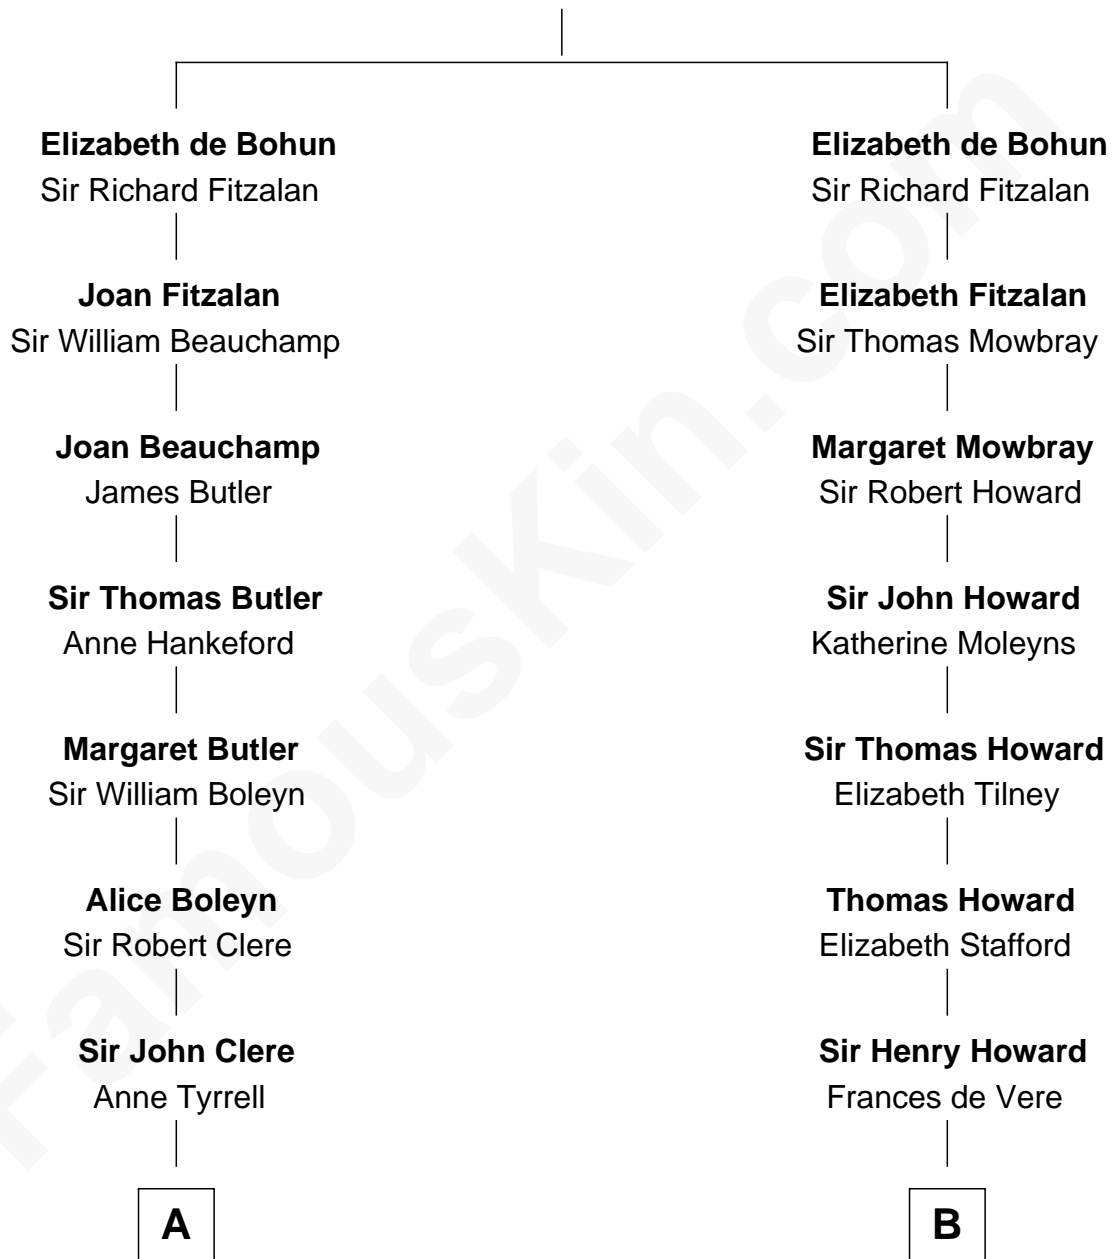 Elizabeth de Bohun
Sir Richard Fitzalan
Joan Fitzalan
Sir William Beauchamp
Joan Beauchamp
James Butler
Sir Thomas Butler
Anne Hankeford
Margaret Butler
Sir William Boleyn
Alice Boleyn
Sir Robert Clere
Sir John Clere
Anne Tyrrell
A
Elizabeth de Bohun
Sir Richard Fitzalan
Elizabeth Fitzalan
Sir Thomas Mowbray
Margaret Mowbray
Sir Robert Howard
Sir John Howard
Katherine Moleyns
Sir Thomas Howard
Elizabeth Tilney
Thomas Howard
Elizabeth Stafford
Sir Henry Howard
Frances de Vere
B
FamousKin.com